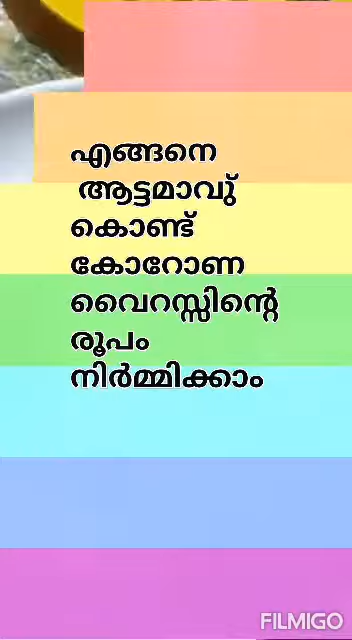 എങ്ങനെ
ആട്ടമാവു്
കൊണ്ട്
കോറോണ
വൈറസ്സിന്റെ
രൂപം
നിർമ്മിക്കാം
FILMIGO